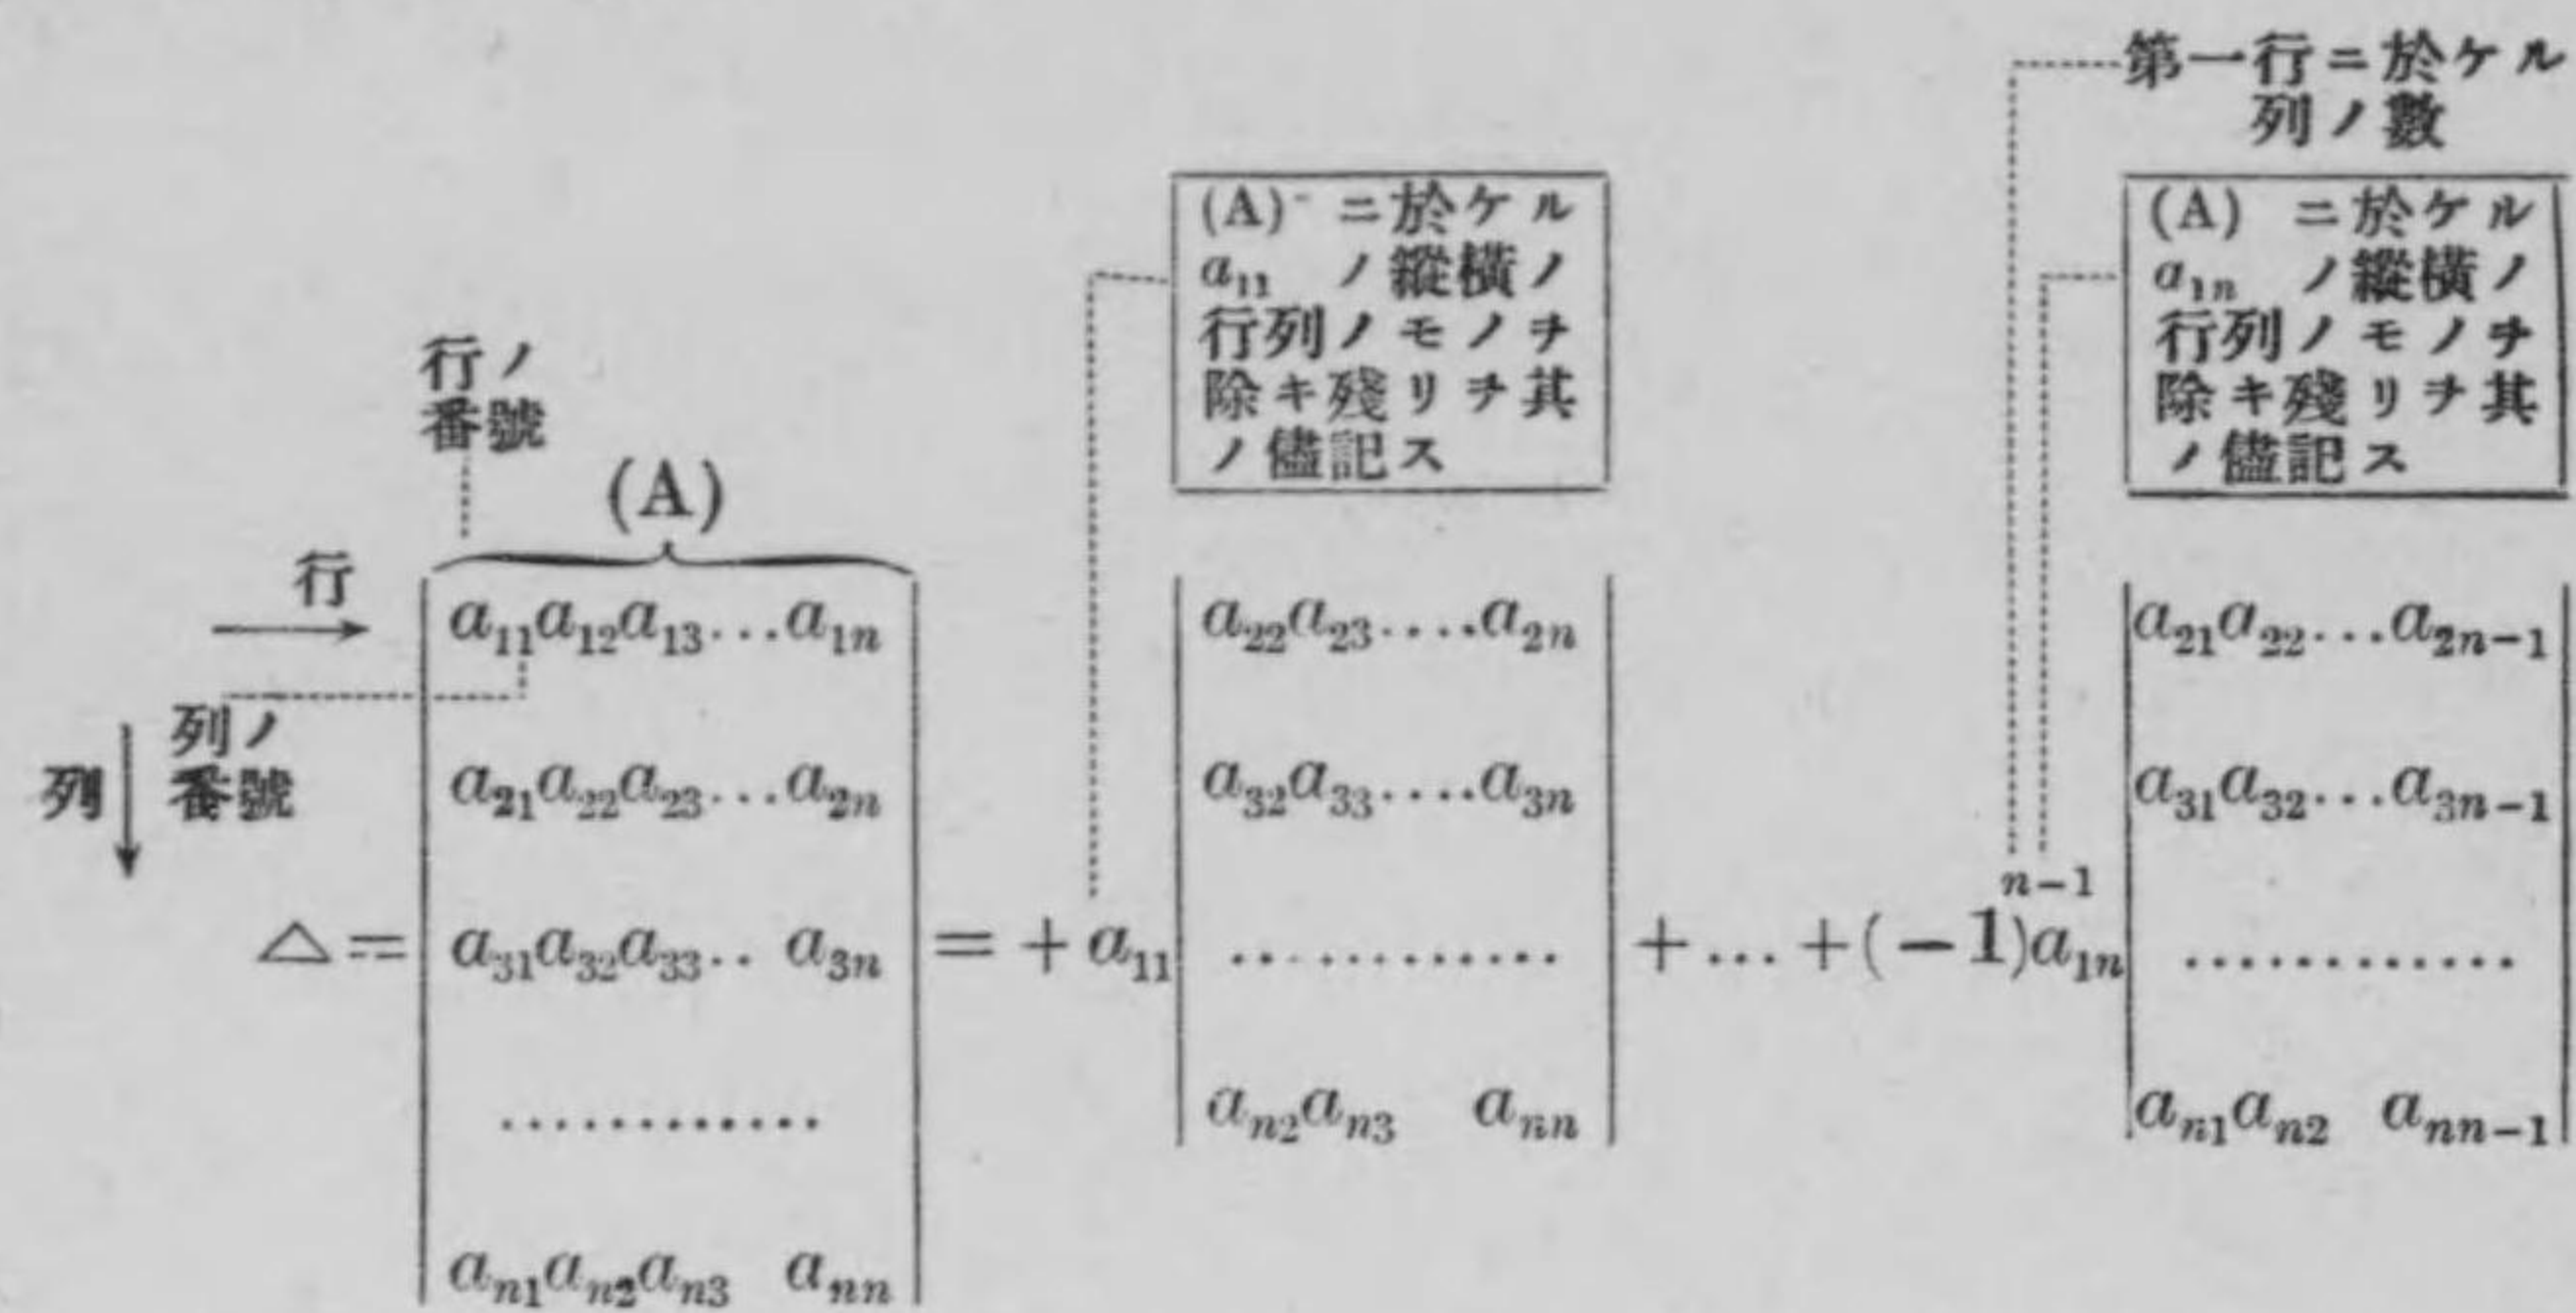 第一行ニ於ケル
列ノ數
(A) ニ於ケル
a₁₁ ノ縱横ノ
行列ノモノヲ
除キ殘リヲ其
ノ儘記ス
(A) ニ於ケル
a₁ₙ ノ縱横ノ
行列ノモノヲ
除キ殘リヲ其
ノ儘記ス
行ノ
番號
(A)
行
列ノ
番號
列
a₁₁a₁₂a₁₃...a₁ₙ
a₂₁a₂₂a₂₃...a₂ₙ
△= a₃₁a₃₂a₃₃.. a₃ₙ
............
aₙ₁aₙ₂aₙ₃ aₙₙ
=+a₁₁
a₂₂a₂₃....a₂ₙ
a₃₂a₃₃....a₃ₙ
............
aₙ₂aₙ₃ aₙₙ
+...+(−1)ⁿ⁻¹a₁ₙ
a₂₁a₂₂...a₂ₙ₋₁
a₃₁a₃₂...a₃ₙ₋₁
............
aₙ₁aₙ₂ aₙₙ₋₁